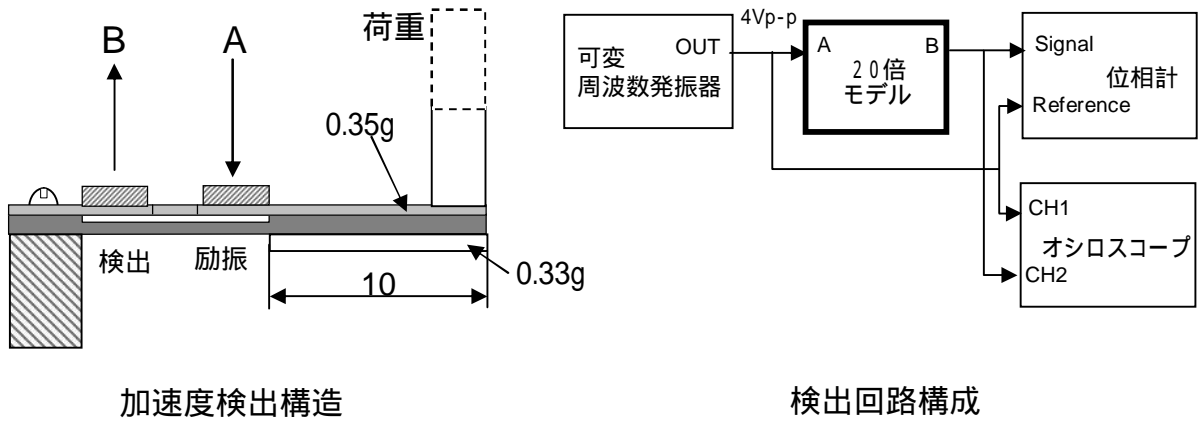 B
A
荷重
0.35g
検出
励振
0.33g
10
加速度検出構造
4Vp-p
可変
周波数発振器
OUT
A
B
２０倍
モデル
Signal
位相計
Reference
CH1
オシロスコープ
CH2
検出回路構成